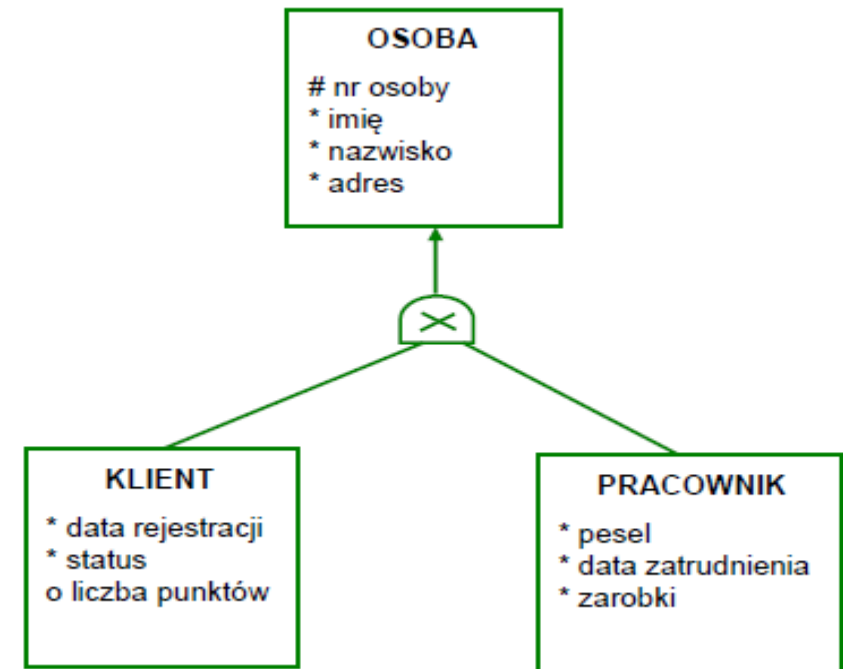 OSOBA
# nr osoby
* imię
* nazwisko
* adres
KLIENT
* data rejestracji
* status
o liczba punktów
PRACOWNIK
* pesel
* data zatrudnienia
* zarobki